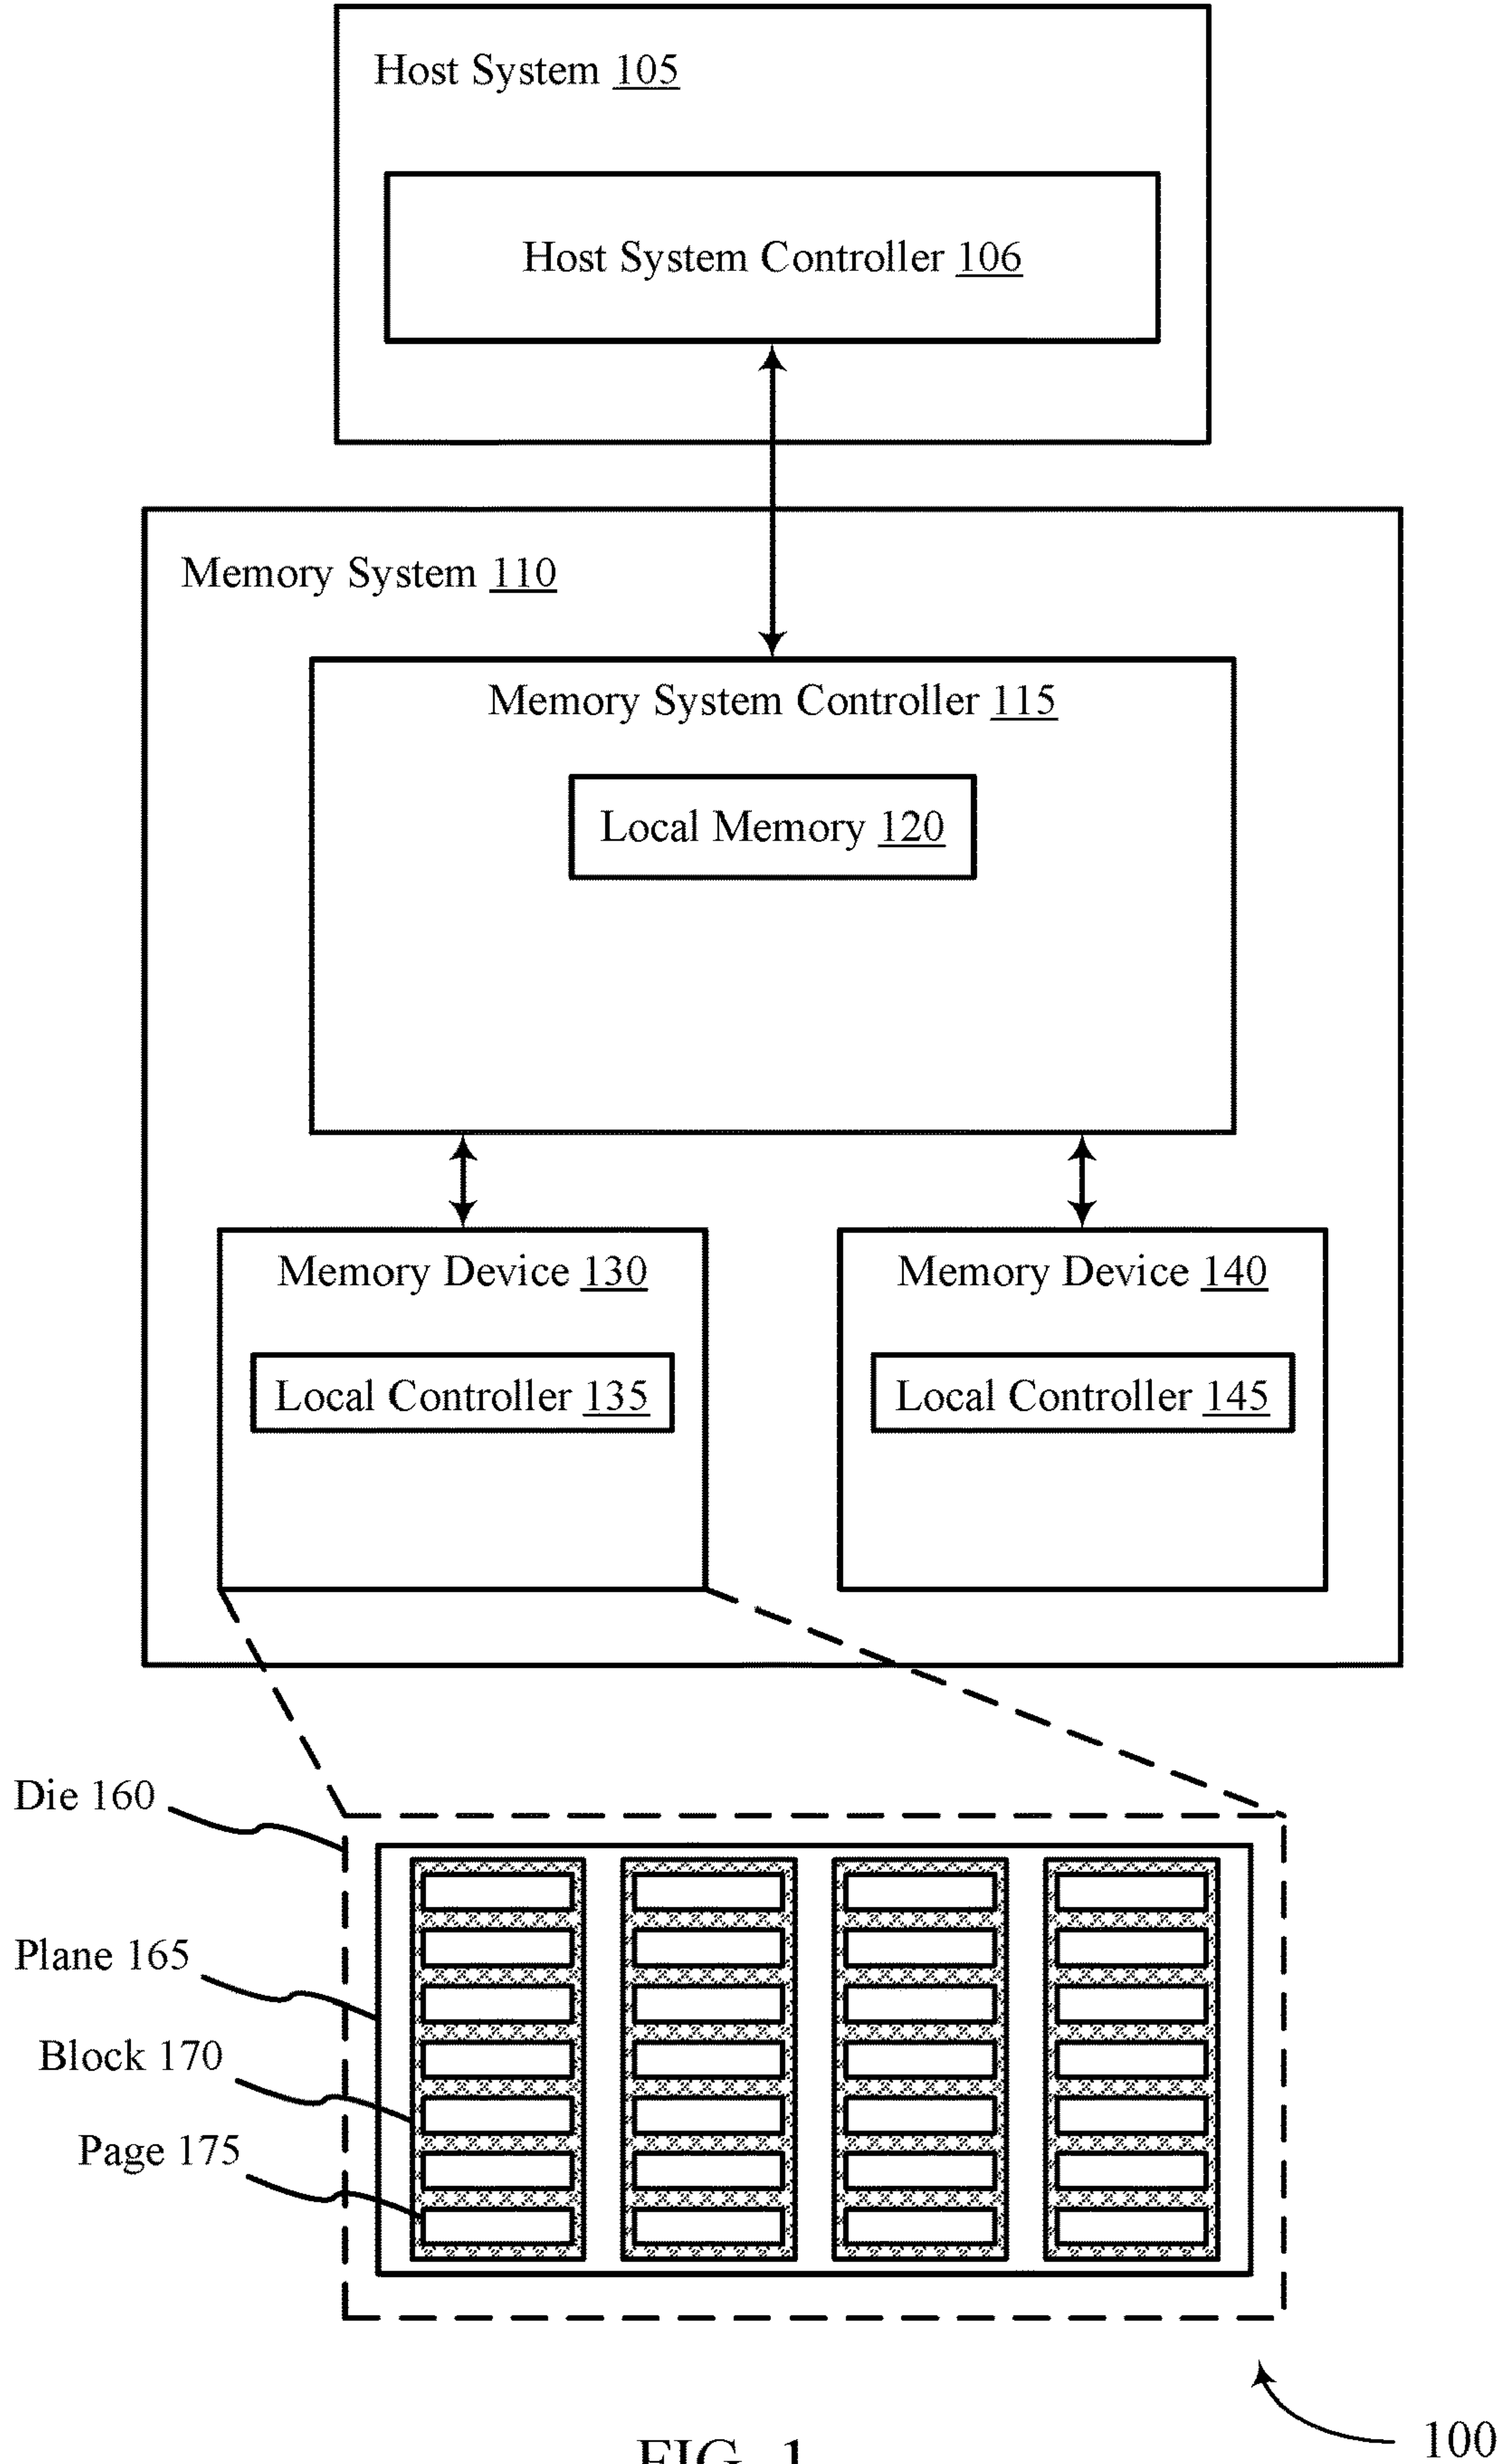 Host System 105
Host System Controller 106
Memory System 110
Memory System Controller 115
Local Memory 120
Memory Device 130
Memory Device 140
Local Controller 135
Local Controller 145
Die 160
Plane 165
Block 170
Page 175
100
FIG. 1